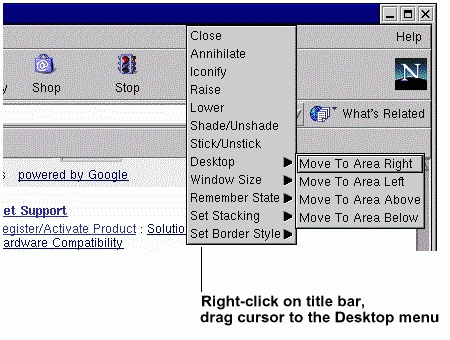 Help
y
Shop
Stop
N
What's Related
Close
Annihilate
Iconify
Raise
Lower
Shade/Unshade
Stick/Unstick
Desktop
Window Size
Remember State
Set Stacking
Set Border Style
Move To Area Right
Move To Area Left
Move To Area Above
Move To Area Below
s powered by Google
et Support
egister/Activate Product : Solutio
ardware Compatibility
Right-click on title bar,
drag cursor to the Desktop menu